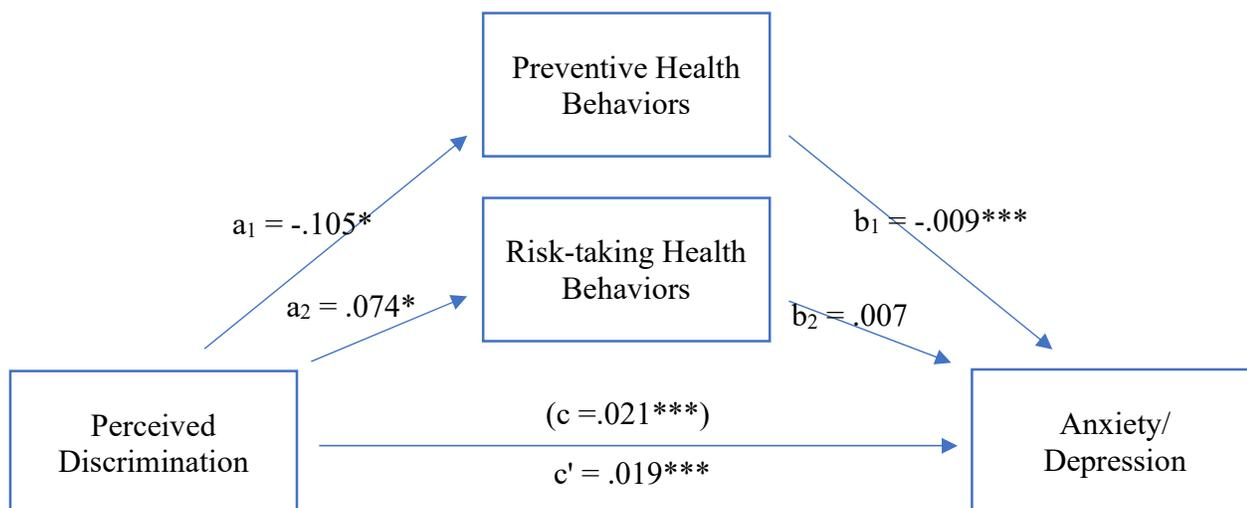 Preventive Health
Behaviors
a₁ = -.105*
b₁ = -.009***
Risk-taking Health
Behaviors
a₂ = .074*
b₂ = .007
Perceived
Discrimination
(c =.021***)
c' = .019***
Anxiety/
Depression